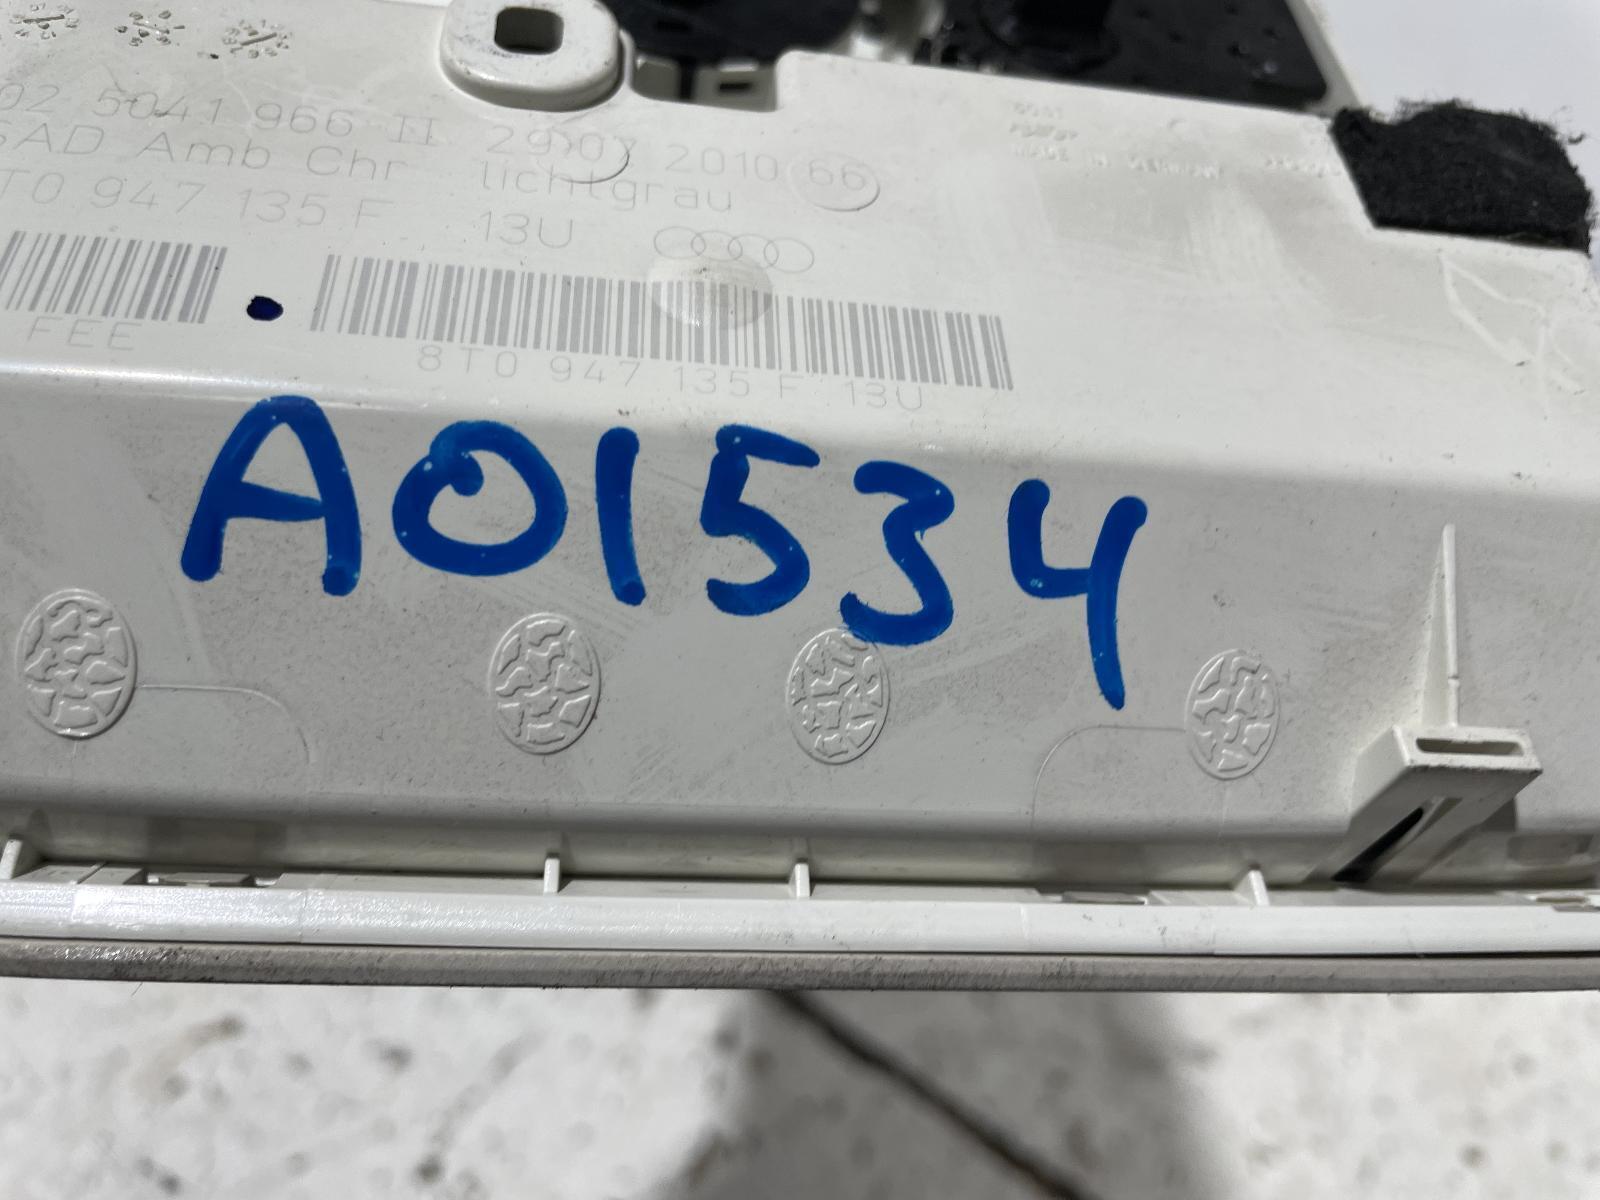 02 5041 966 II 29 07 2010 66
SAD Amb Chr lichtgrau
T0 947 135 F 13U
FEE
8T0 947 135 F 13U
A01534